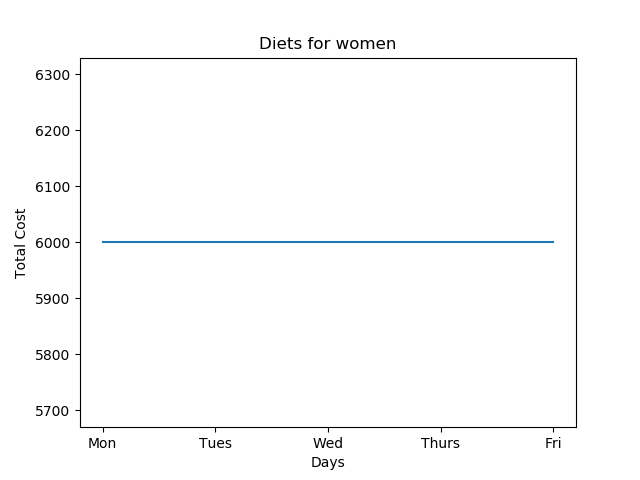 Diets for women
6300
6200
6100
6000
5900
5800
5700
Total Cost
Mon Tues Wed Thurs Fri
Days